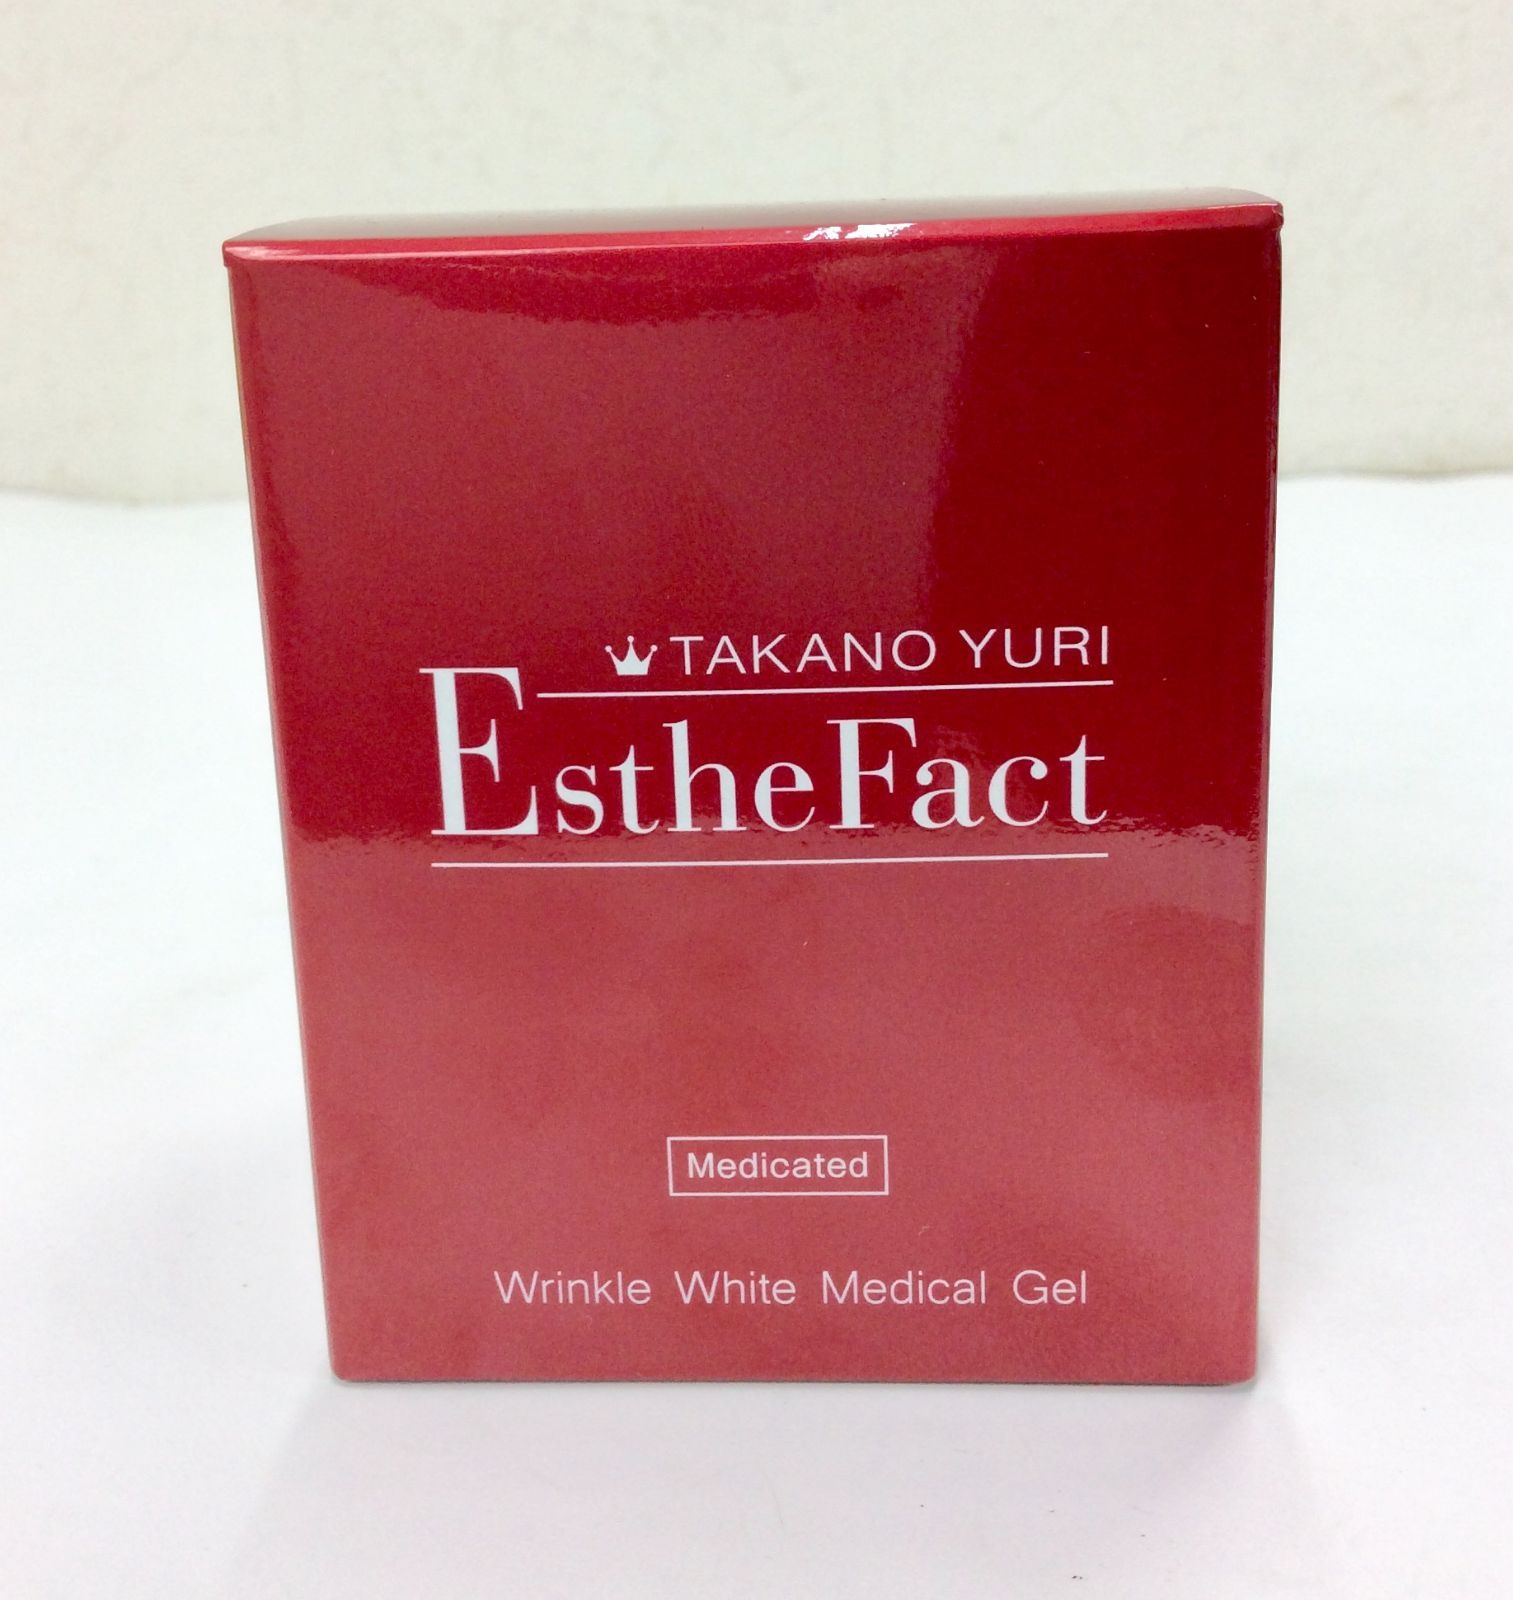 TAKANO YURI
EstheFact
Medicated
Wrinkle White Medical Gel